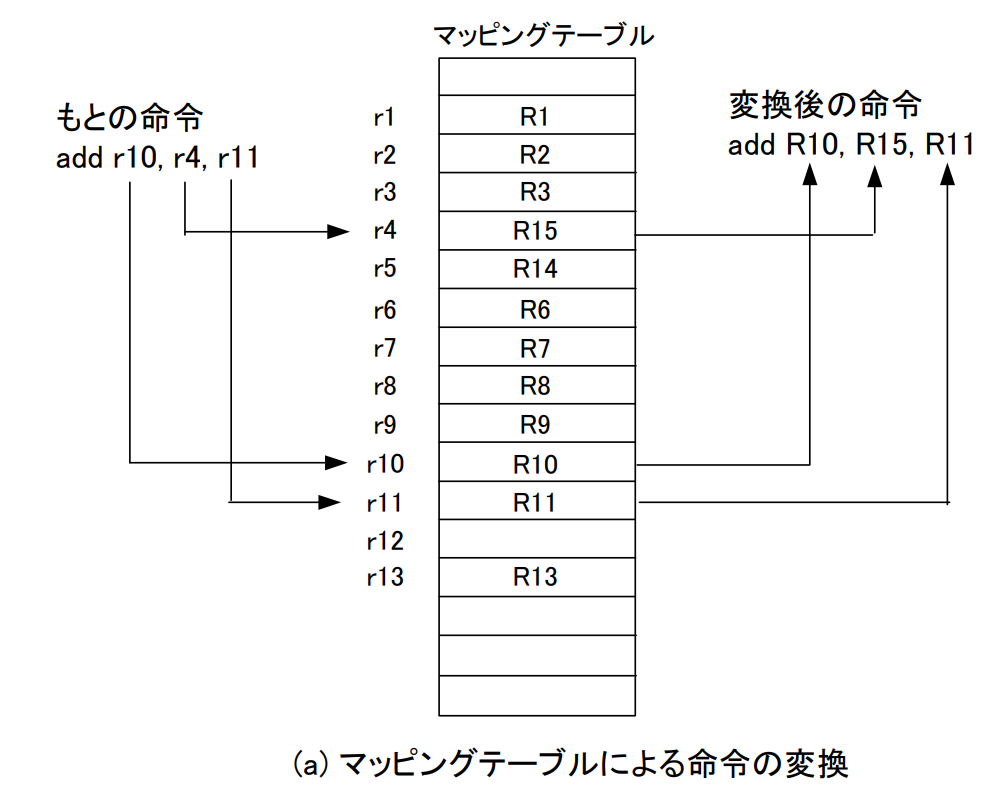 マッピングテーブル
もとの命令
add r10, r4, r11
変換後の命令
add R10, R15, R11
r1 R1
r2 R2
r3 R3
r4 R15
r5 R14
r6 R6
r7 R7
r8 R8
r9 R9
r10 R10
r11 R11
r12
r13 R13
(a) マッピングテーブルによる命令の変換